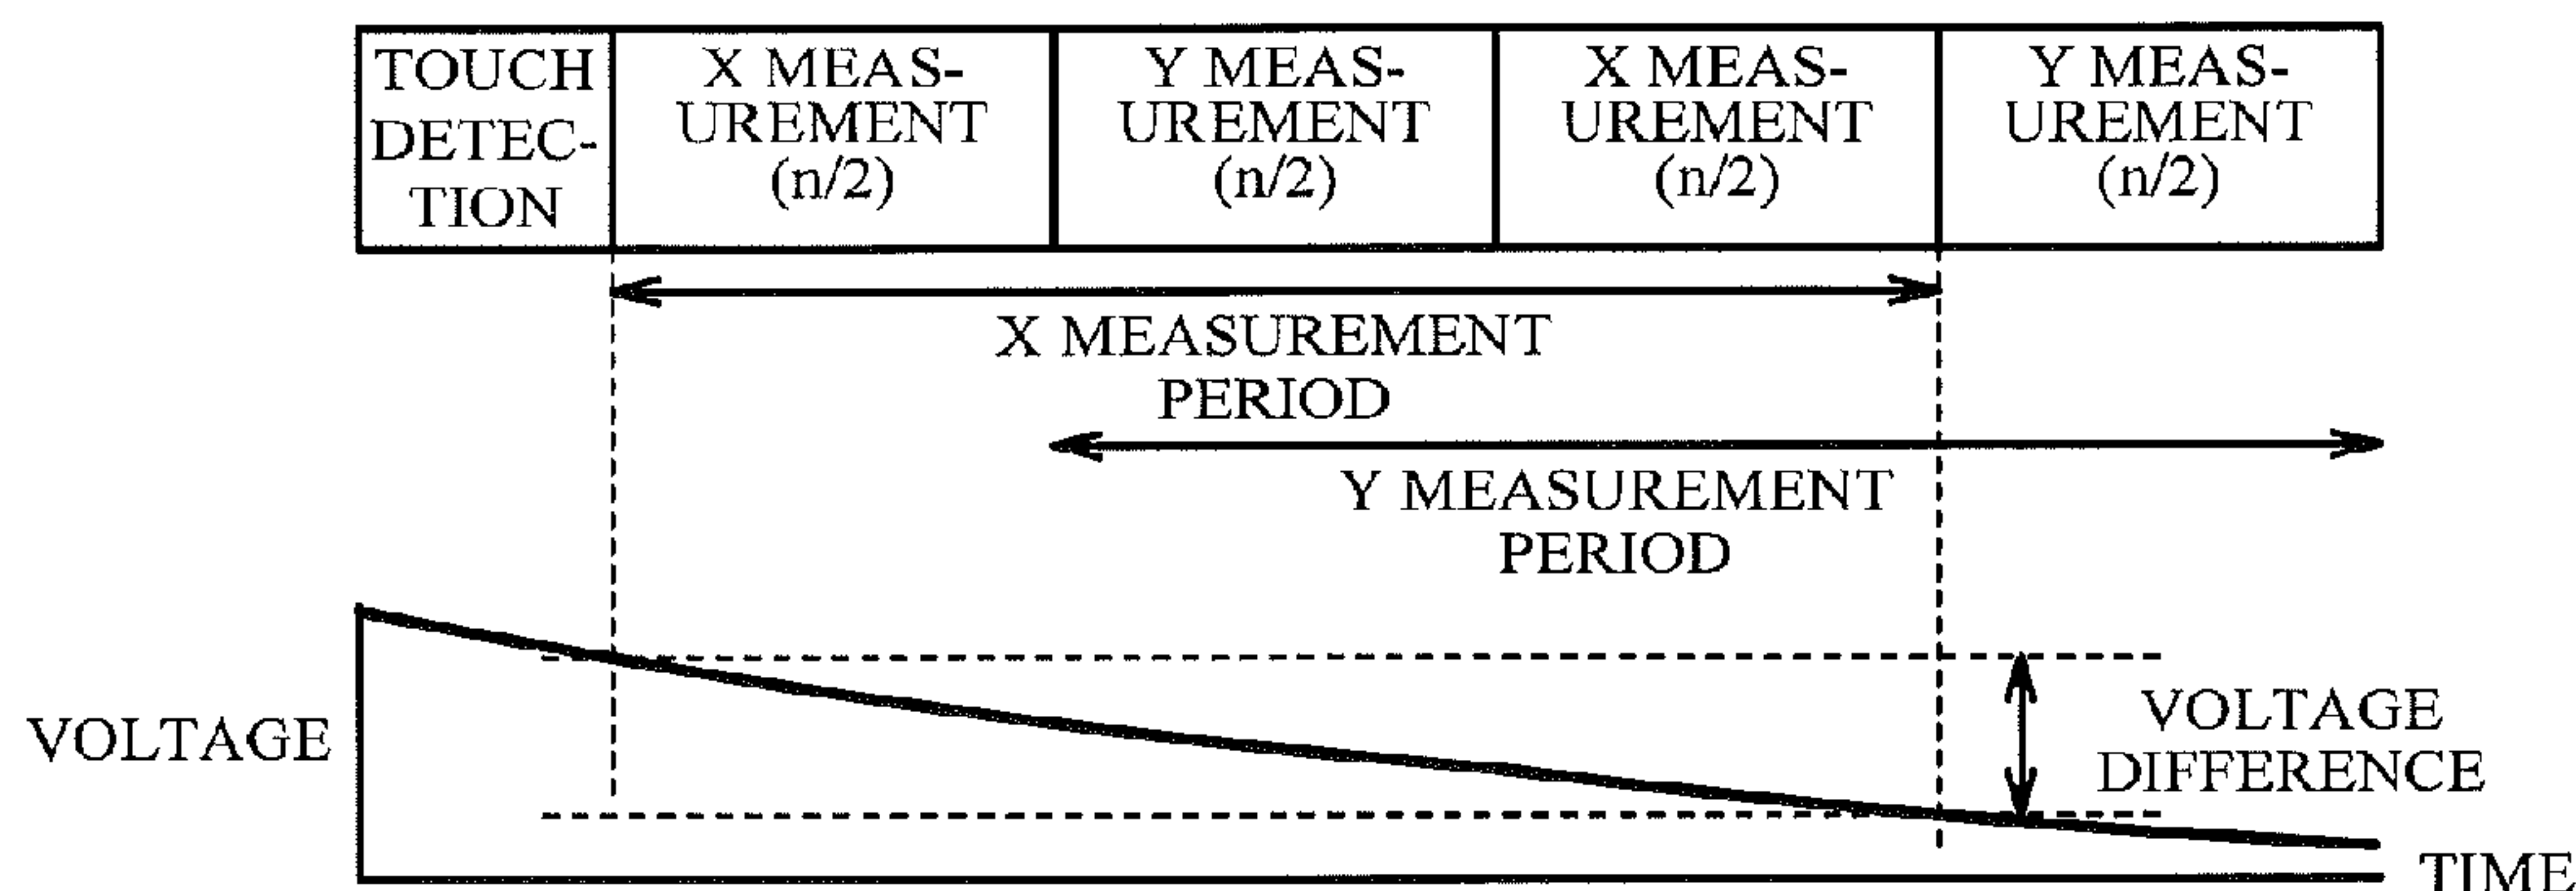 TOUCH
DETEC-
TION
X MEAS-
UREMENT
(n/2)
Y MEAS-
UREMENT
(n/2)
X MEAS-
UREMENT
(n/2)
Y MEAS-
UREMENT
(n/2)
X MEASUREMENT
PERIOD
Y MEASUREMENT
PERIOD
VOLTAGE
VOLTAGE
DIFFERENCE
TIME